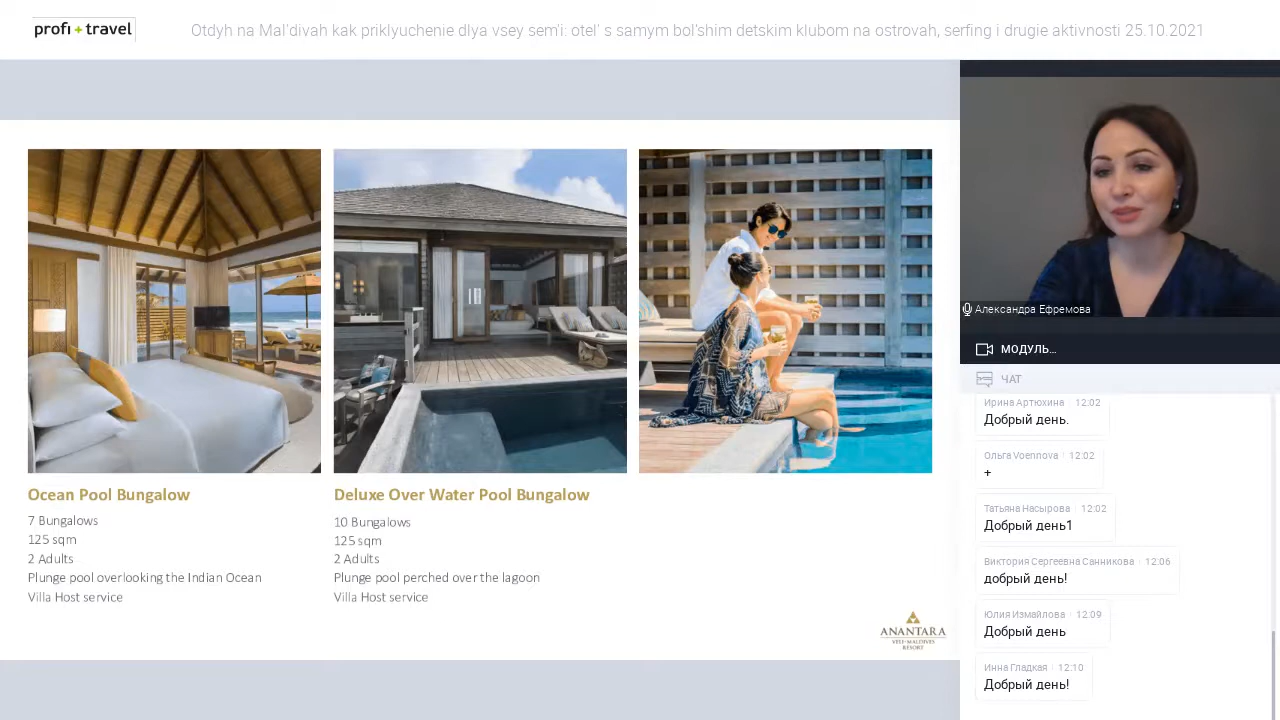 profi + travel
Otdyh na Mal'divah kak priklyuchenie dlya vsey sem'i: otel' s samym bol'shim detskim klubom na ostrovah, serfing i drugie aktivnosti 25.10.2021
Ocean Pool Bungalow
7 Bungalows
125 sqm
2 Adults
Plunge pool overlooking the Indian Ocean
Villa Host service
Deluxe Over Water Pool Bungalow
10 Bungalows
125 sqm
2 Adults
Plunge pool perched over the lagoon
Villa Host service
ANANTARA
VELI · MALDIVES
RESORT
Александра Ефремова
МОДУЛЬ...
ЧАТ
Ирина Артюхина 12:02
Добрый день.
Ольга Voennova 12:02
+
Татьяна Насырова 12:02
Добрый день1
Виктория Сергеевна Санникова 12:06
добрый день!
Юлия Измайлова 12:09
Добрый день
Инна Гладкая 12:10
Добрый день!